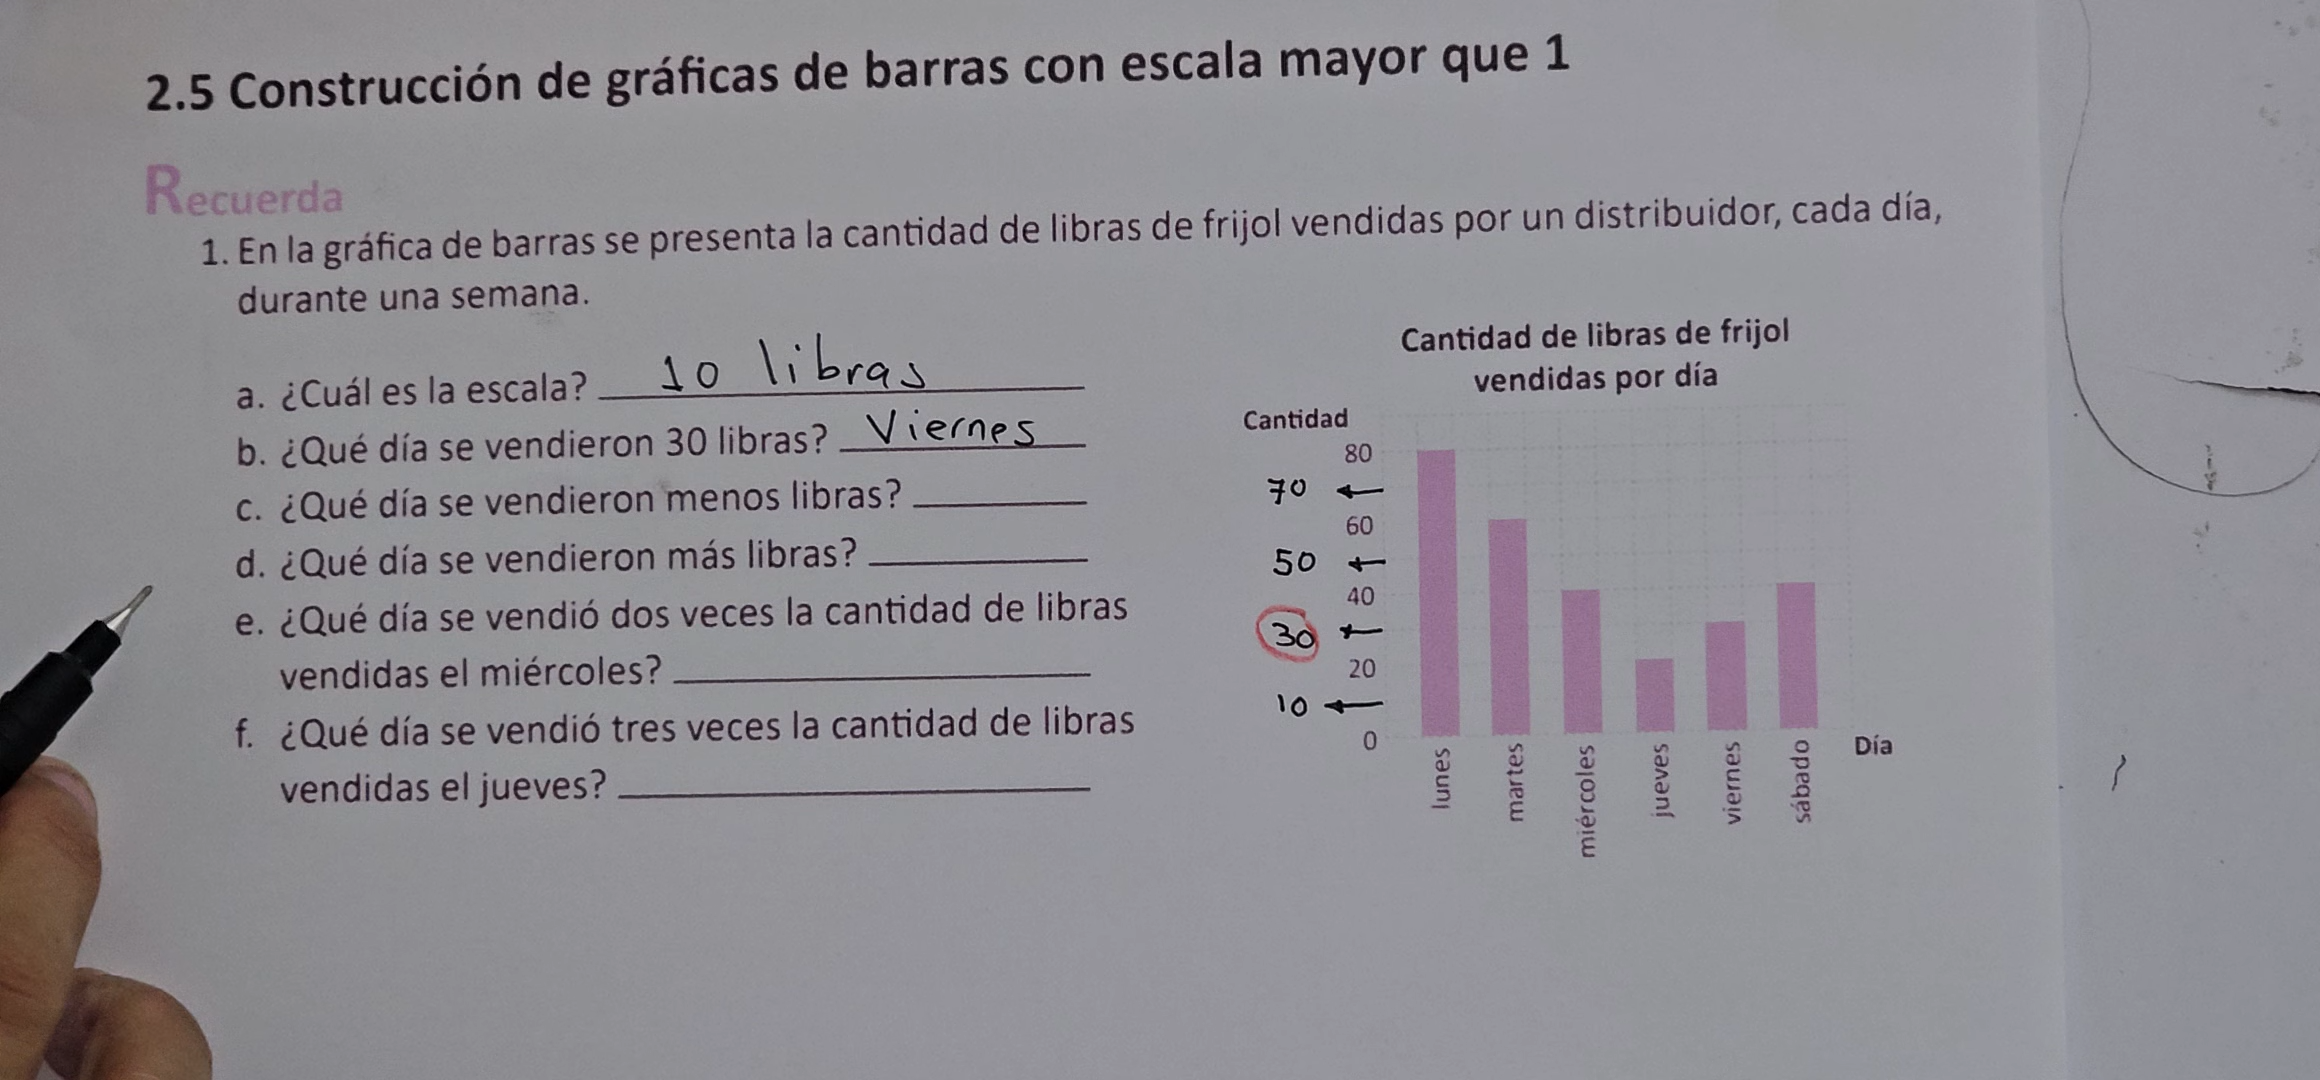 2.5 Construcción de gráficas de barras con escala mayor que 1
Recuerda
1. En la gráfica de barras se presenta la cantidad de libras de frijol vendidas por un distribuidor, cada día,
durante una semana.
a. ¿Cuál es la escala? 10 libras
b. ¿Qué día se vendieron 30 libras? Viernes
c. ¿Qué día se vendieron menos libras?
d. ¿Qué día se vendieron más libras?
e. ¿Qué día se vendió dos veces la cantidad de libras
vendidas el miércoles?
f. ¿Qué día se vendió tres veces la cantidad de libras
vendidas el jueves?
Cantidad de libras de frijol
vendidas por día
Cantidad
80
70
60
50
40
30
20
10
0
lunes
martes
miércoles
jueves
viernes
sábado
Día